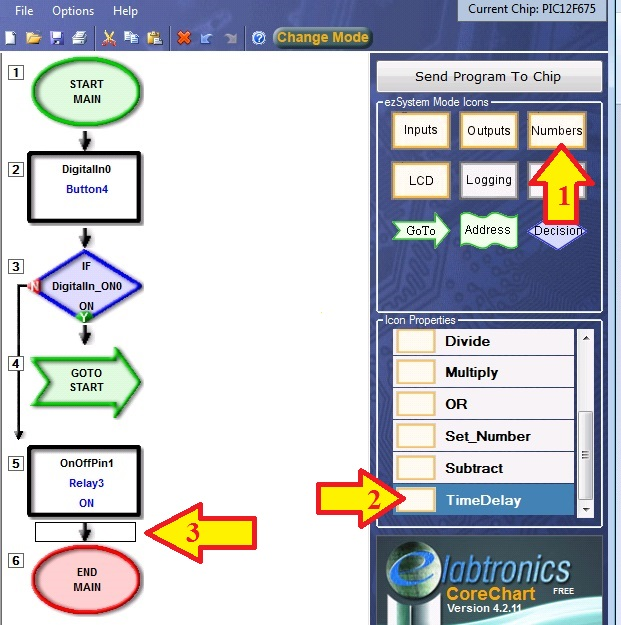 File Options Help
Current Chip: PIC12F675
Change Mode
1
START
MAIN
2
DigitalIn0
Button4
3
IF
DigitalIn_ON0
ON
N
Y
4
GOTO
START
5
OnOffPin1
Relay3
ON
3
6
END
MAIN
Send Program To Chip
ezSystem Mode Icons
Inputs Outputs Numbers
LCD Logging
1
GoTo Address Decision
Icon Properties
Divide
Multiply
OR
Set_Number
Subtract
2
TimeDelay
elabtronics
CoreChart FREE
Version 4.2.11